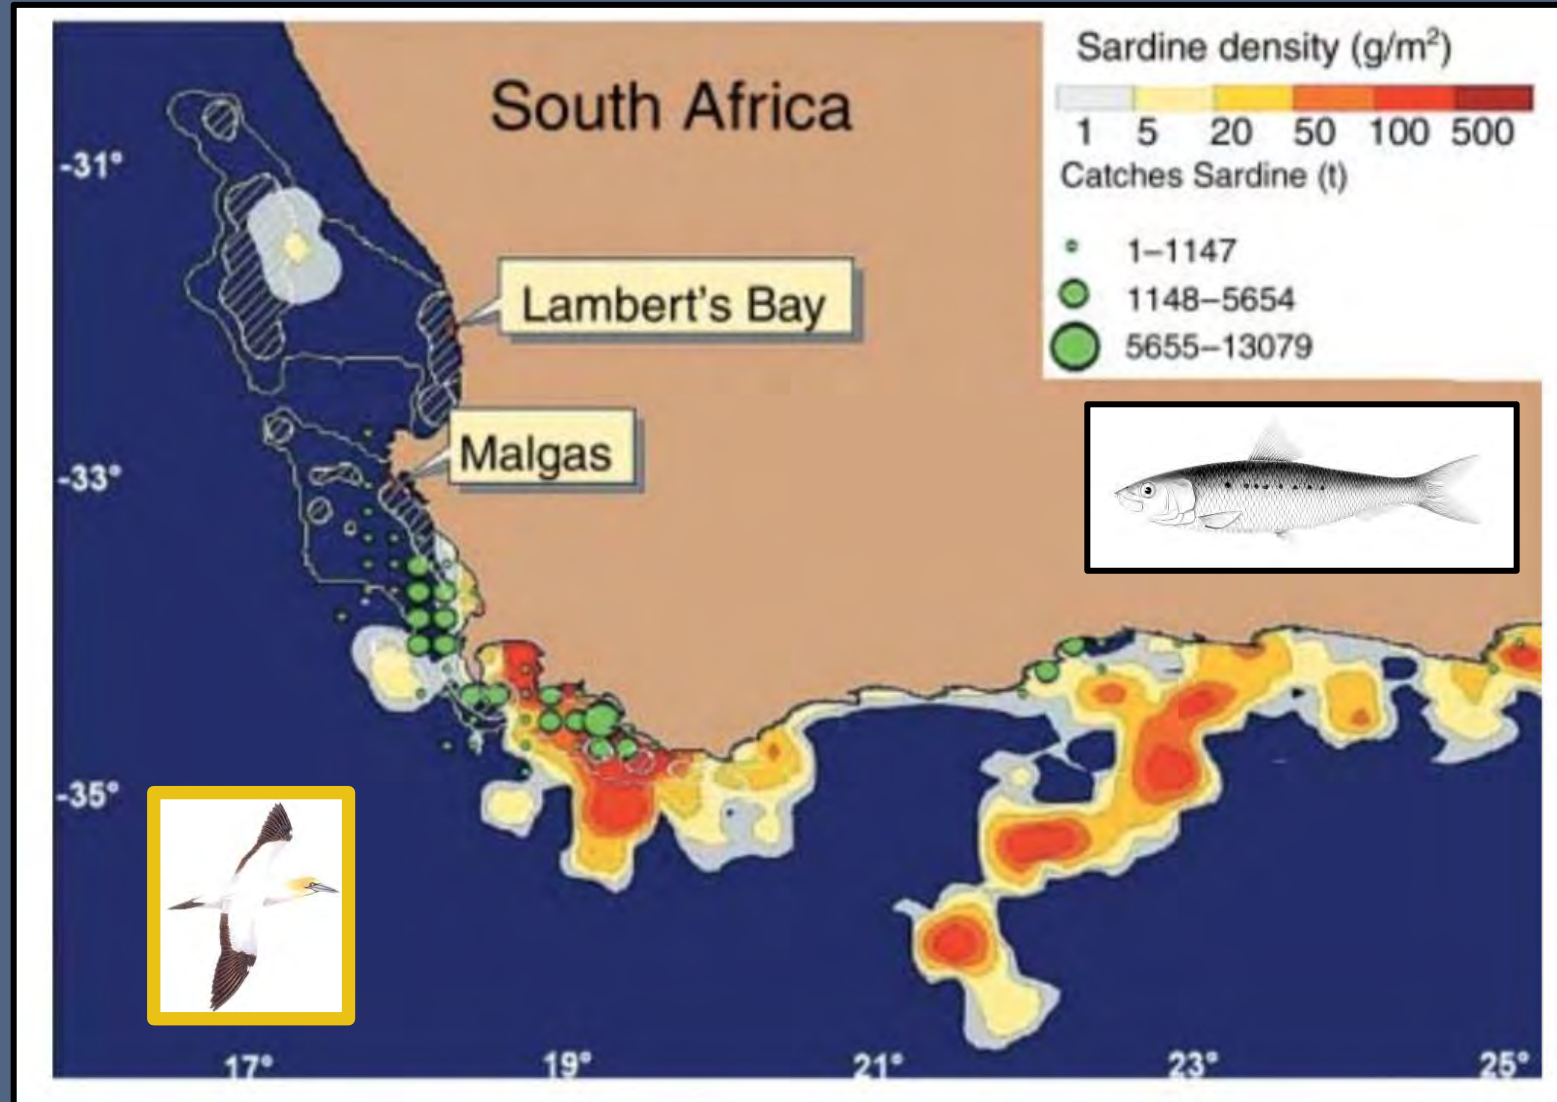 South Africa
Sardine density (g/m²)
1 5 20 50 100 500
Catches Sardine (t)
1–1147
1148–5654
5655–13079
-31°
Lambert's Bay
Malgas
-33°
-35°
17° 19° 21° 23° 25°